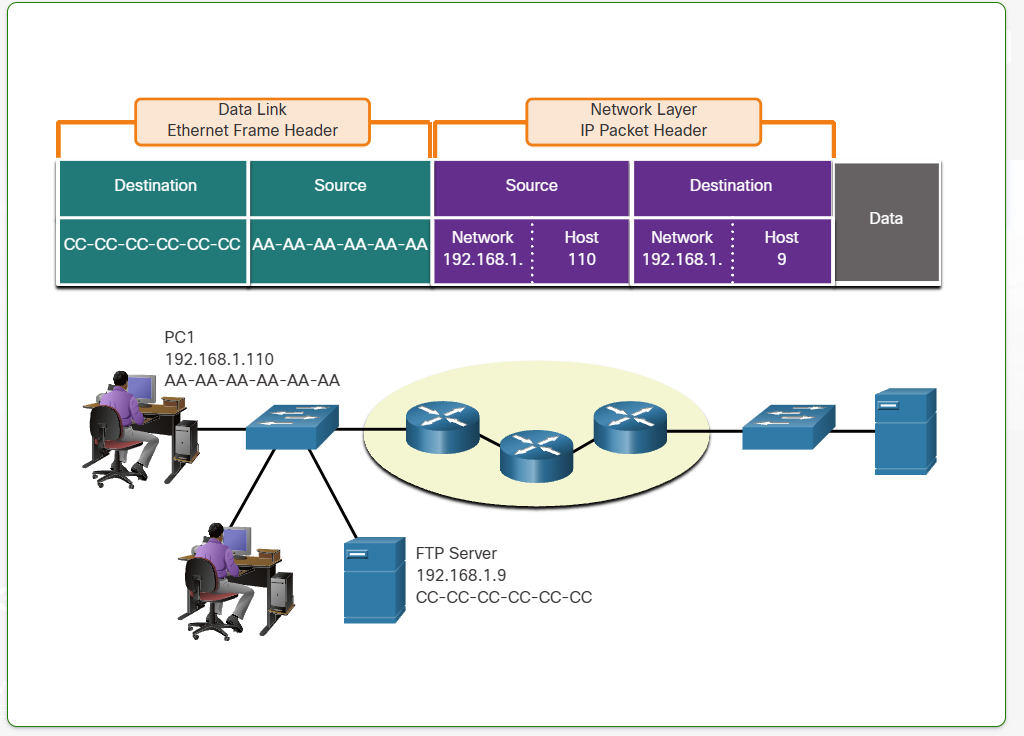 Data Link
Ethernet Frame Header
Network Layer
IP Packet Header
Destination
Source
Source
Destination
Data
CC-CC-CC-CC-CC-CC
AA-AA-AA-AA-AA-AA
Network
192.168.1.
Host
110
Network
192.168.1.
Host
9
PC1
192.168.1.110
AA-AA-AA-AA-AA-AA
FTP Server
192.168.1.9
CC-CC-CC-CC-CC-CC